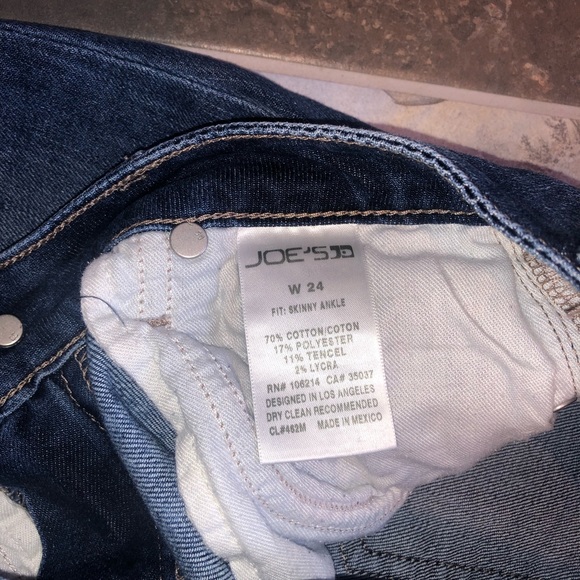 JOE'S JD
W 24
FIT: SKINNY ANKLE
70% COTTON/COTON
17% POLYESTER
11% TENCEL
2% LYCRA
RN# 106214 CA# 35037
DESIGNED IN LOS ANGELES
DRY CLEAN RECOMMENDED
CL#462M MADE IN MEXICO